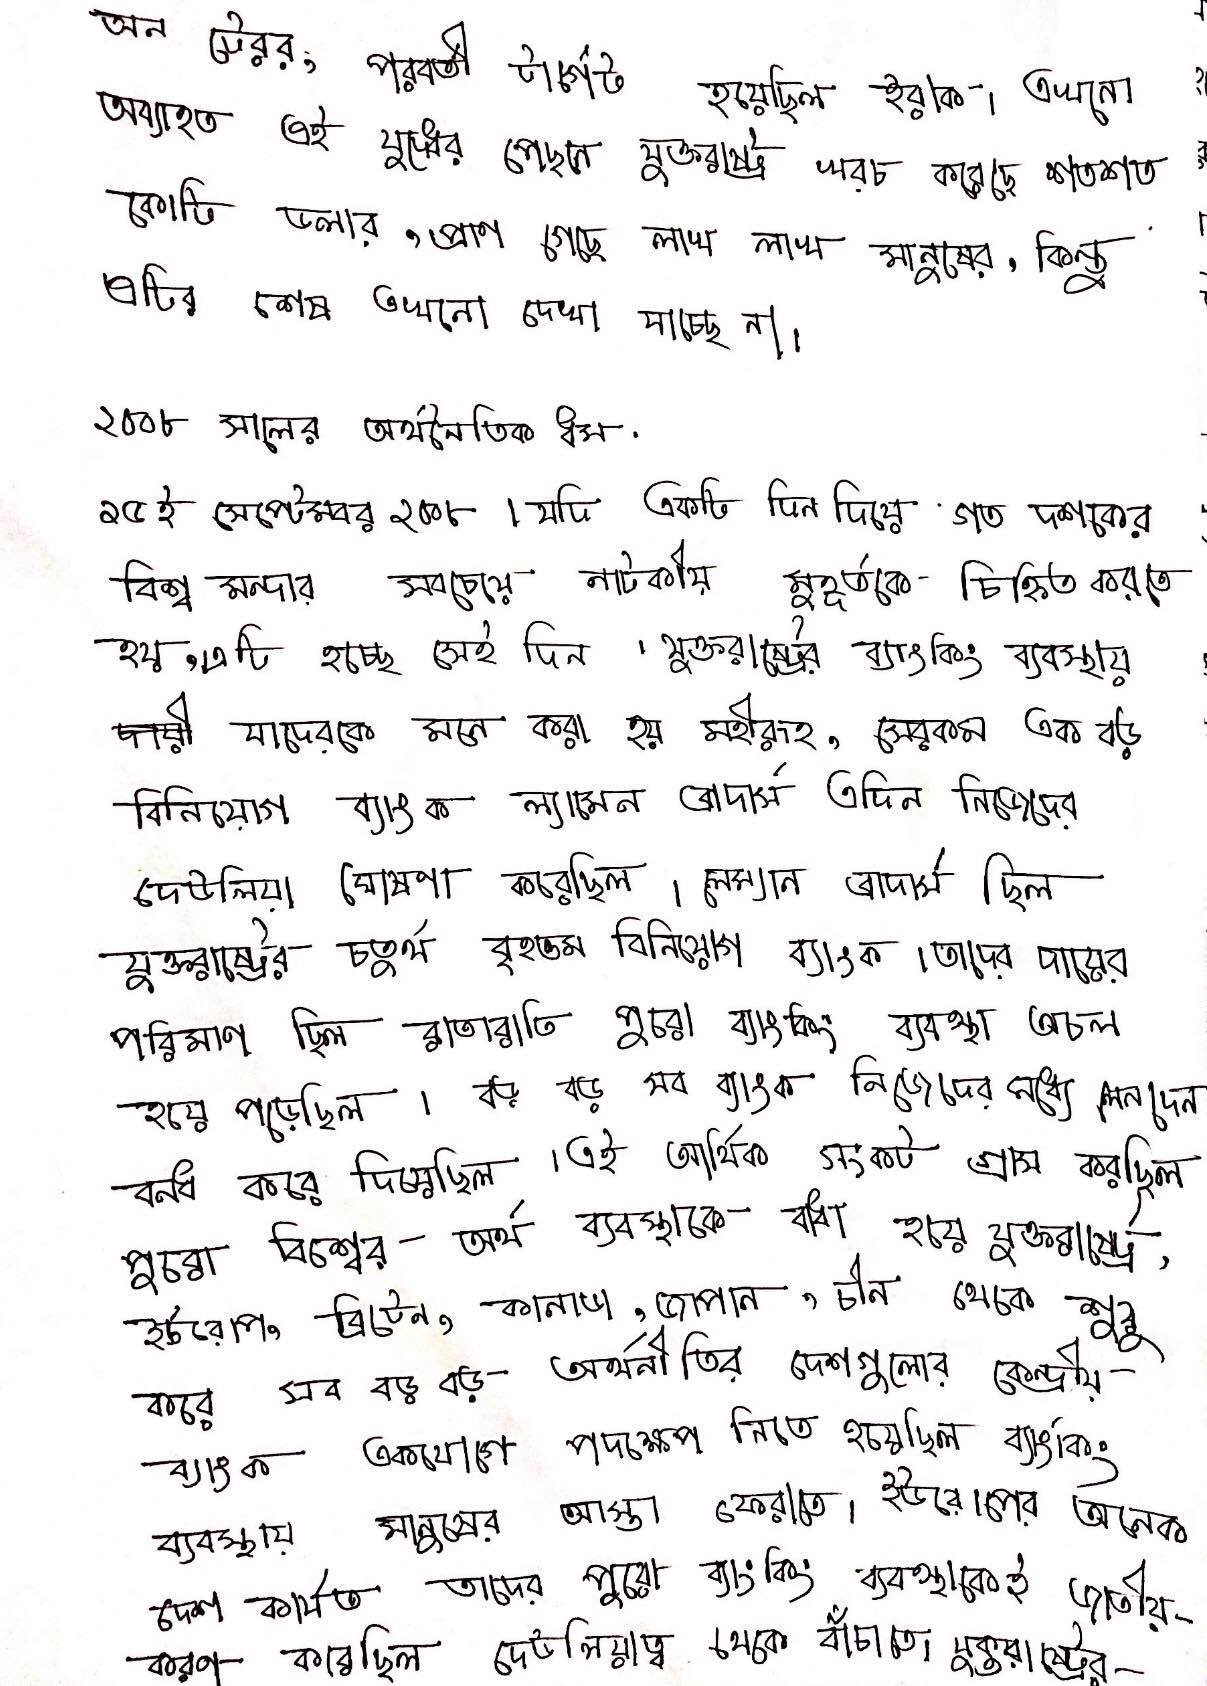 অন টেরর, পরবর্তী টার্গেট হয়েছিল ইরাক। এখনো
অব্যাহত এই যুদ্ধের পেছনে যুক্তরাষ্ট্রে খরচ করেছে শতশত
কোটি ডলার, প্রাণ গেছে লাখ লাখ মানুষের, কিন্তু
এটির শেষ এখনো দেখা যাচ্ছে না।
২০০৮ সালের অর্থনৈতিক ধ্বস.
১৫ই সেপ্টেম্বর ২০০৮। যদি একটি দিন দিয়ে গত দশকের
বিশ্ব মন্দার সবচেয়ে নাটকীয় মুহূর্তকে চিহ্নিত করতে
হয়, এটি হচ্ছে সেই দিন। যুক্তরাষ্ট্রের ব্যাংকিং ব্যবস্থায়
যাদেরকে মনে করা হয় মহীরুহ, সেরকম এক বড়
বিনিয়োগ ব্যাংক ল্যামেন ব্রাদার্স এদিন নিজেদের
দেউলিয়া ঘোষণা করেছিল। লেম্যান ব্রাদার্স ছিল
যুক্তরাষ্ট্রের চতুর্থ বৃহত্তম বিনিয়োগ ব্যাংক। তাদের দায়ের
পরিমাণ ছিল রাতারাতি পুরো ব্যাংকিং ব্যবস্থা অচল
হয়ে পড়েছিল। বড় বড় সব ব্যাংক নিজেদের মধ্যে লেনদেন
বন্ধ করে দিয়েছিল। এই আর্থিক সংকট গ্রাস করছিল
পুরো বিশ্বের অর্থ ব্যবস্থাকে বাধা হয়ে যুক্তরাষ্ট্রে,
ইউরোপ, ব্রিটেন, কানাডা, জাপান, চীন থেকে শুরু
করে সব বড় বড় অর্থনীতির দেশগুলোর কেন্দ্রীয়
ব্যাংক একযোগে পদক্ষেপ নিতে হয়েছিল ব্যাংকিং
ব্যবস্থায় মানুষের আস্তা ফেরাতে। ইউরোপের অনেক
দেশ কার্যত তাদের পুরো ব্যাংকিং ব্যবস্থাকেই জাতীয়-
করণ করেছিল দেউলিয়াত্ব থেকে বাঁচাতে। যুক্তরাষ্ট্রের-